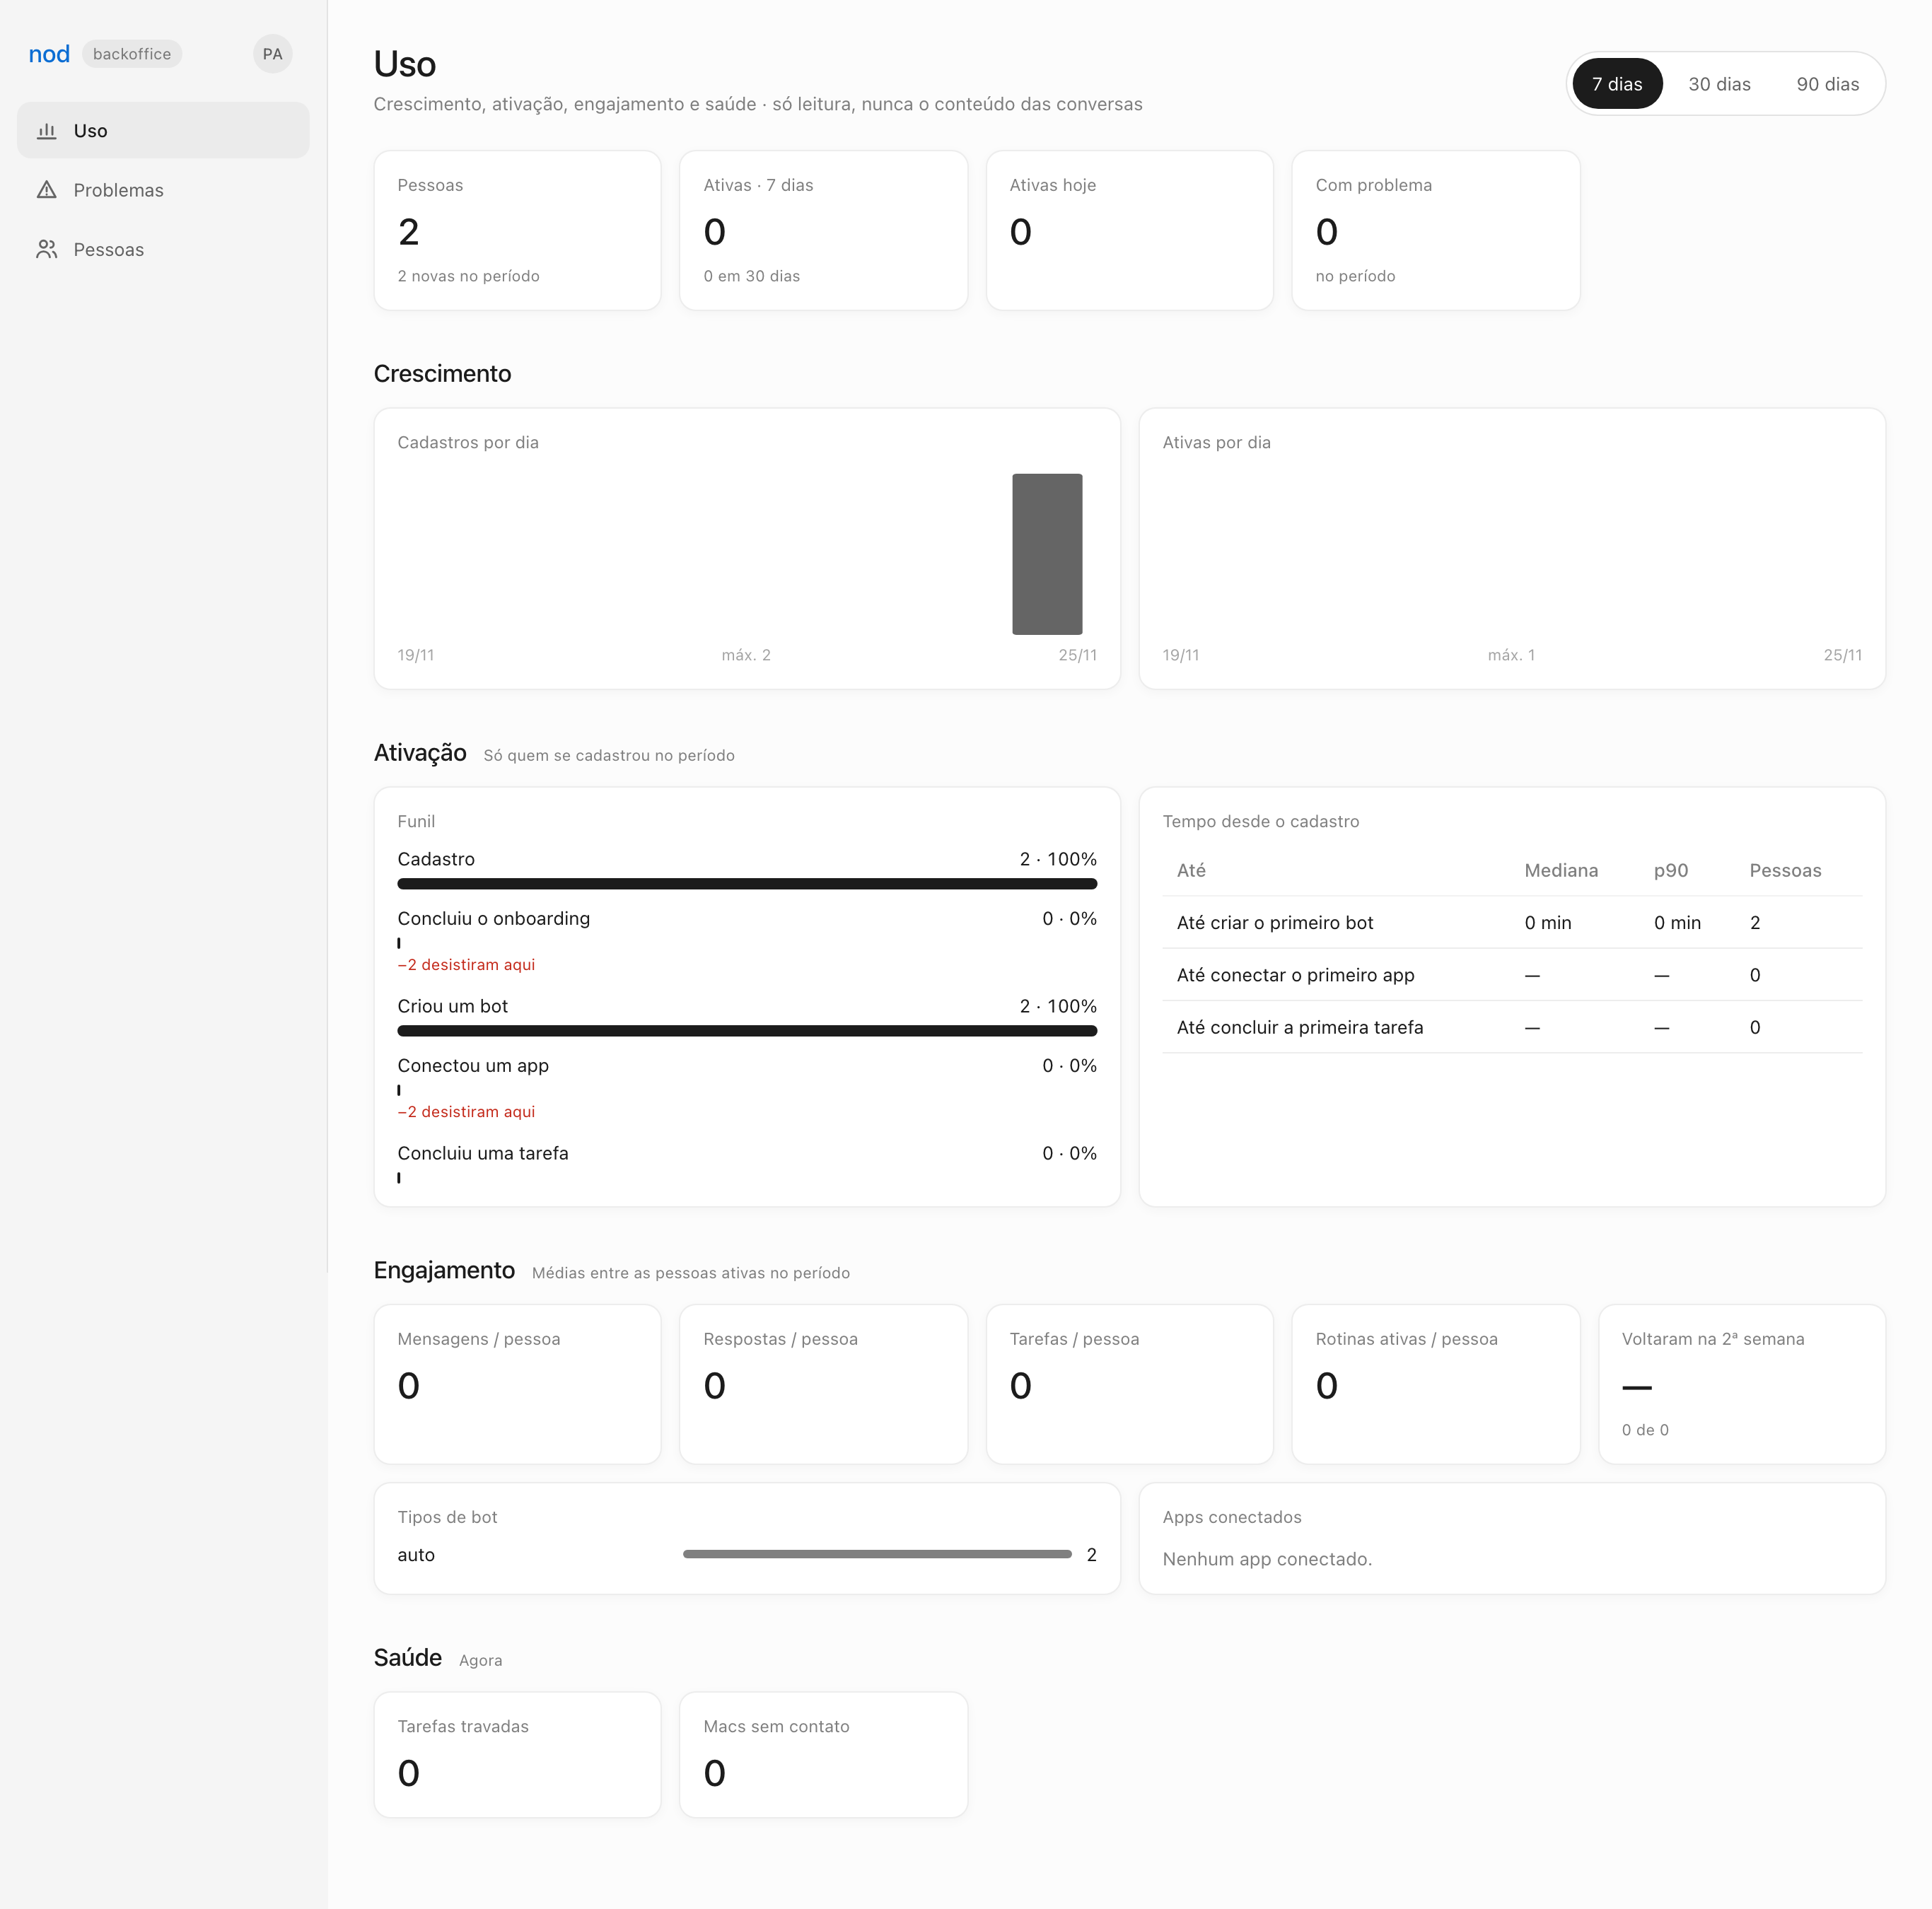 nod backoffice PA
Uso
Problemas
Pessoas
Uso
Crescimento, ativação, engajamento e saúde · só leitura, nunca o conteúdo das conversas
7 dias 30 dias 90 dias
Pessoas
2
2 novas no período
Ativas · 7 dias
0
0 em 30 dias
Ativas hoje
0
Com problema
0
no período
Crescimento
Cadastros por dia
19/11 máx. 2 25/11
Ativas por dia
19/11 máx. 1 25/11
Ativação Só quem se cadastrou no período
Funil
Cadastro 2 · 100%
Concluiu o onboarding 0 · 0%
−2 desistiram aqui
Criou um bot 2 · 100%
Conectou um app 0 · 0%
−2 desistiram aqui
Concluiu uma tarefa 0 · 0%
Tempo desde o cadastro
Até Mediana p90 Pessoas
Até criar o primeiro bot 0 min 0 min 2
Até conectar o primeiro app — — 0
Até concluir a primeira tarefa — — 0
Engajamento Médias entre as pessoas ativas no período
Mensagens / pessoa
0
Respostas / pessoa
0
Tarefas / pessoa
0
Rotinas ativas / pessoa
0
Voltaram na 2ª semana
—
0 de 0
Tipos de bot
auto 2
Apps conectados
Nenhum app conectado.
Saúde Agora
Tarefas travadas
0
Macs sem contato
0